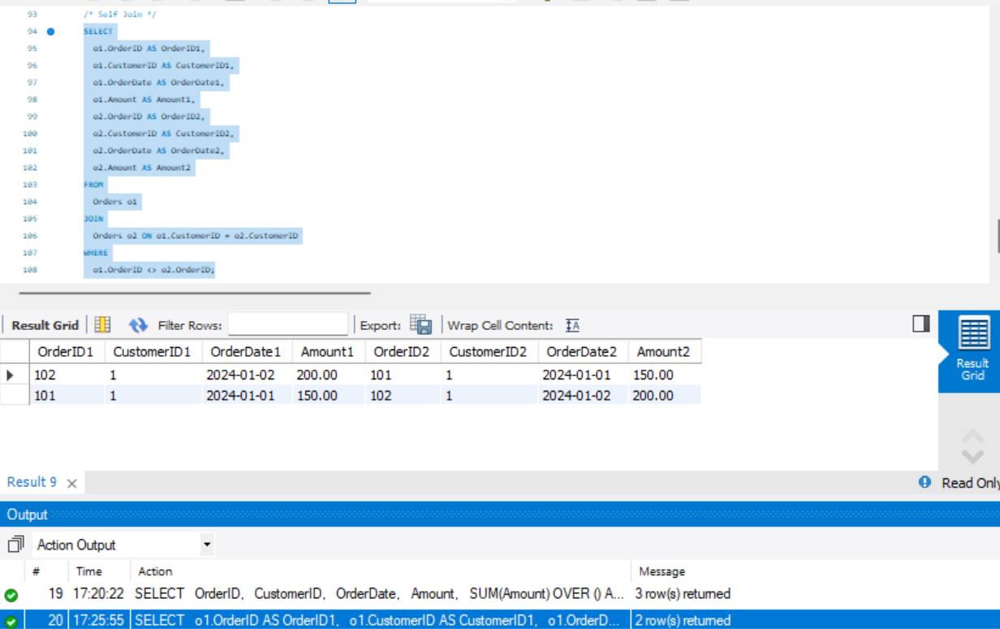 93 /* Self Join */
94 SELECT
95 o1.OrderID AS OrderID1,
96 o1.CustomerID AS CustomerID1,
97 o1.OrderDate AS OrderDate1,
98 o1.Amount AS Amount1,
99 o2.OrderID AS OrderID2,
100 o2.CustomerID AS CustomerID2,
101 o2.OrderDate AS OrderDate2,
102 o2.Amount AS Amount2
103 FROM
104 Orders o1
105 JOIN
106 Orders o2 ON o1.CustomerID = o2.CustomerID
107 WHERE
108 o1.OrderID <> o2.OrderID;
Result Grid Filter Rows: Export: Wrap Cell Content: IA
OrderID1 CustomerID1 OrderDate1 Amount1 OrderID2 CustomerID2 OrderDate2 Amount2
102 1 2024-01-02 200.00 101 1 2024-01-01 150.00
101 1 2024-01-01 150.00 102 1 2024-01-02 200.00
Result
Grid
Result 9 Read Only
Output
Action Output
# Time Action Message
19 17:20:22 SELECT OrderID, CustomerID, OrderDate, Amount, SUM(Amount) OVER () A... 3 row(s) returned
20 17:25:55 SELECT o1.OrderID AS OrderID1, o1.CustomerID AS CustomerID1, o1.OrderD... 2 row(s) returned